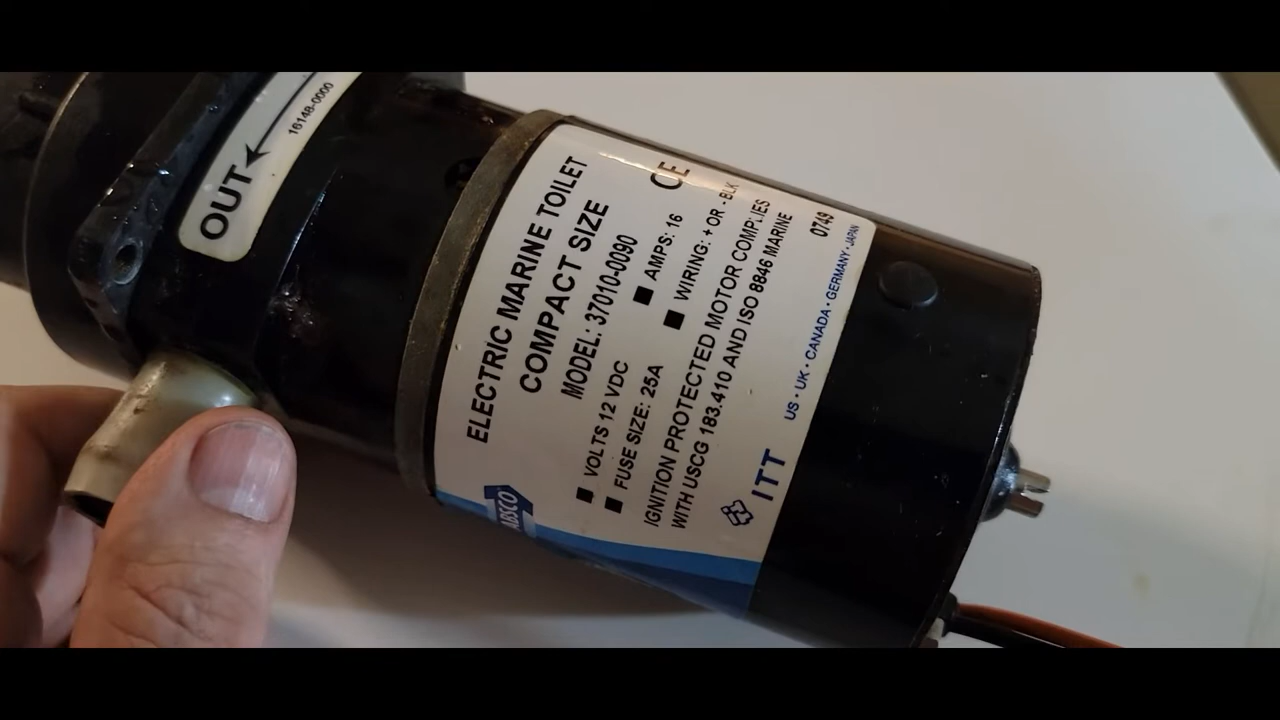 OUT
16148-0000
ELECTRIC MARINE TOILET
COMPACT SIZE
MODEL: 37010-0090
CE
VOLTS 12 VDC
AMPS: 16
FUSE SIZE: 25A
WIRING: + OR - BLK
IGNITION PROTECTED MOTOR COMPLIES
WITH USCG 183.410 AND ISO 8846 MARINE
0749
ITT
US · UK · CANADA · GERMANY · JAPAN